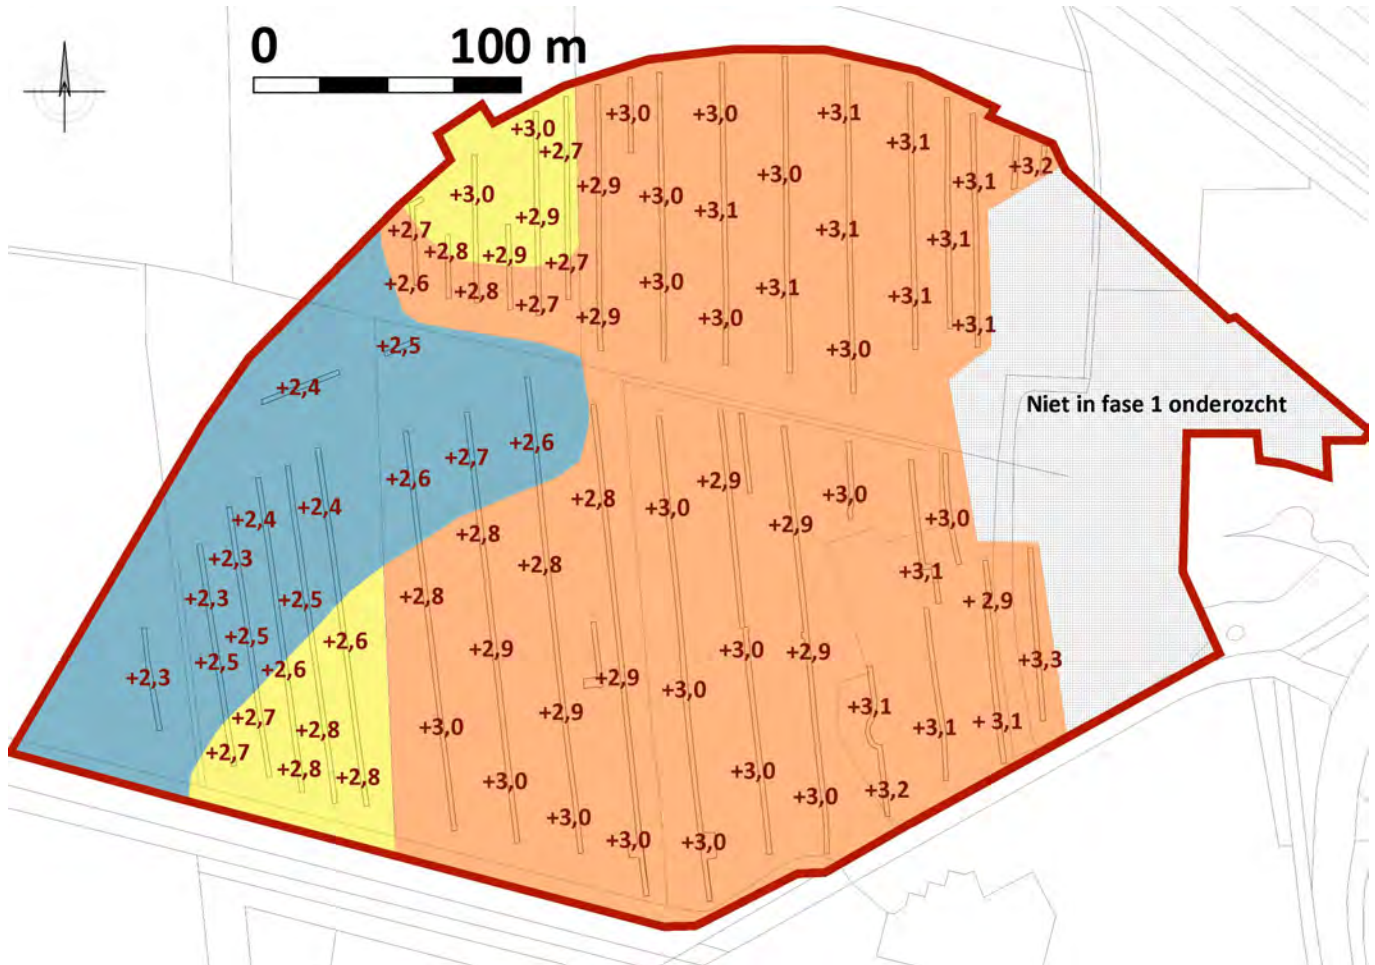 0 100 m
+3,0 +3,0 +3,1
+3,0
+2,7 +3,1
+3,2
+3,0 +2,9 +3,0 +3,0 +3,1
+2,9 +3,1
+2,7 +3,1 +3,1
+2,8 +2,9 +2,7
+2,6 +2,8 +2,7 +3,0 +3,1 +3,1
+2,9 +3,0 +3,1
+2,5 +3,0
+2,4
Niet in fase 1 onderozcht
+2,7 +2,6
+2,6 +2,9
+2,4 +2,4 +2,8 +3,0 +3,0
+2,8 +2,9 +3,0
+2,3 +2,8 +3,1
+2,3 +2,5 +2,8 + 2,9
+2,5 +2,6 +2,9 +3,0 +2,9
+2,3 +2,5 +2,6 +2,9 +3,0 +3,3
+2,7 +2,8 +3,0 +2,9 +3,1 +3,1 + 3,1
+2,7 +2,8 +2,8 +3,0 +3,0 +3,0 +3,2
+3,0 +3,0 +3,0